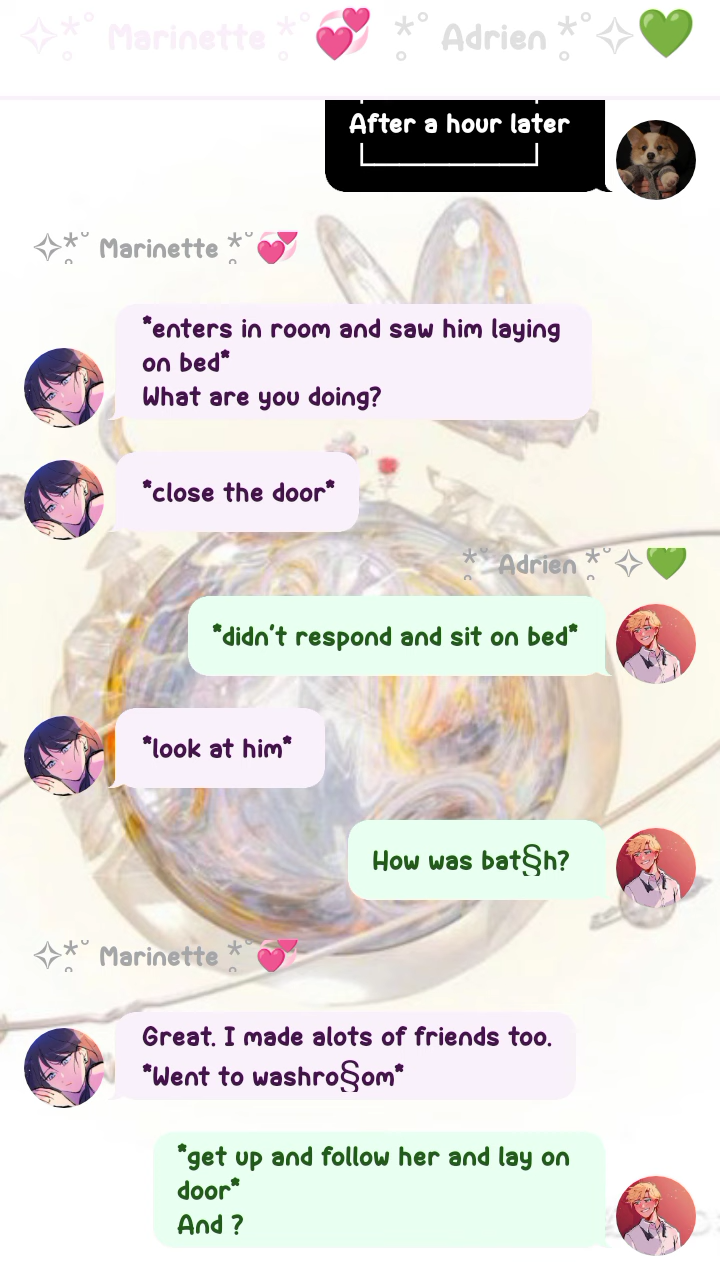 ✧*̥˚ Marinette *̥˚💞 *̥˚ Adrien *̥˚✧💚
After a hour later
✧*̥˚ Marinette *̥˚💞
*enters in room and saw him laying
on bed*
What are you doing?
*close the door*
*̥˚ Adrien *̥˚✧💚
*didn't respond and sit on bed*
*look at him*
How was bat§h?
✧*̥˚ Marinette *̥˚💞
Great. I made alots of friends too.
*Went to washro§om*
*get up and follow her and lay on
door*
And ?